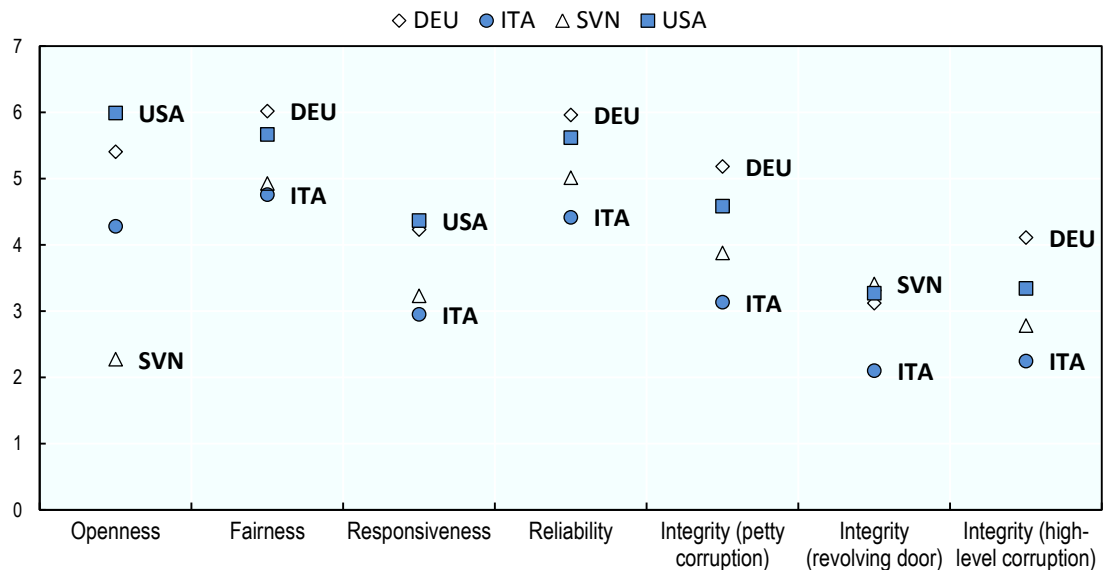 DEU ITA SVN USA
7
6
5
4
3
2
1
0
USA
SVN
DEU
ITA
USA
ITA
DEU
ITA
DEU
ITA
SVN
ITA
DEU
ITA
Openness
Fairness
Responsiveness
Reliability
Integrity (petty
corruption)
Integrity
(revolving door)
Integrity (high-
level corruption)